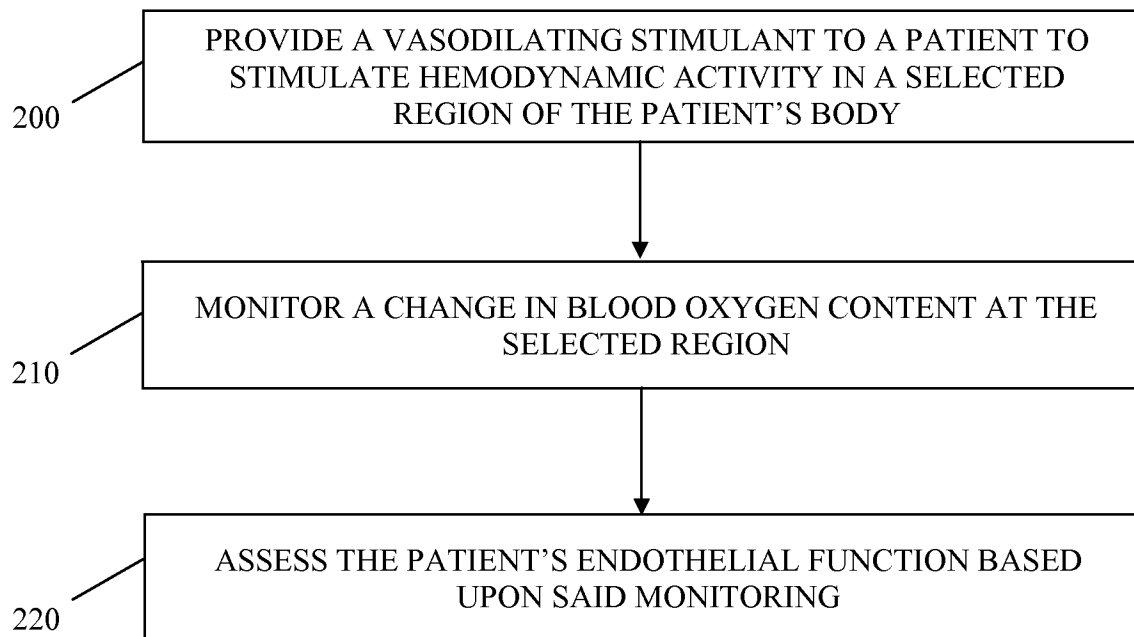 PROVIDE A VASODILATING STIMULANT TO A PATIENT TO
STIMULATE HEMODYNAMIC ACTIVITY IN A SELECTED
REGION OF THE PATIENT'S BODY
200
MONITOR A CHANGE IN BLOOD OXYGEN CONTENT AT THE
SELECTED REGION
210
ASSESS THE PATIENT'S ENDOTHELIAL FUNCTION BASED
UPON SAID MONITORING
220